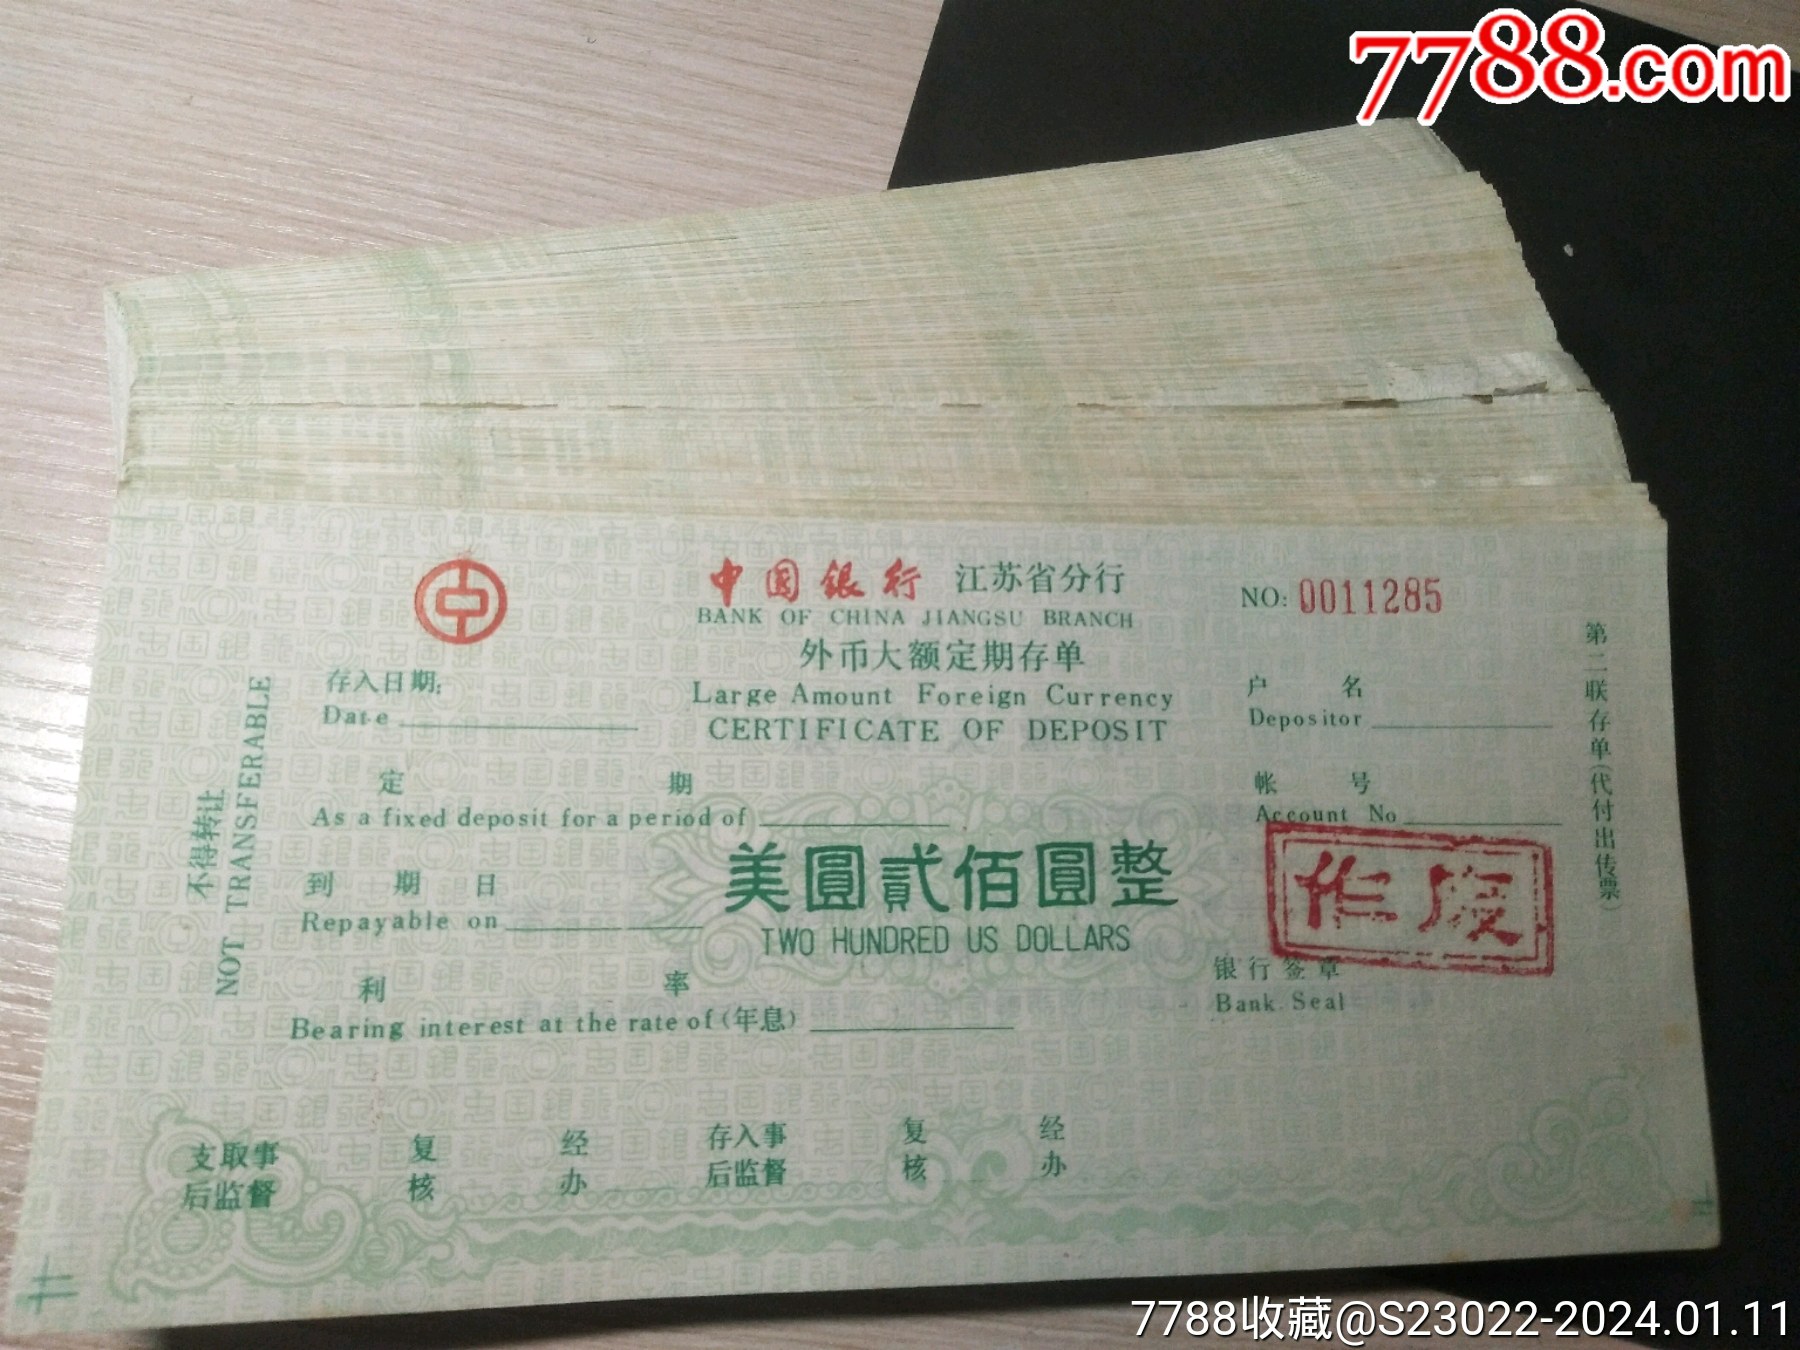 7788.com
中国银行 江苏省分行
BANK OF CHINA JIANGSU BRANCH
NO: 0011285
外币大额定期存单
Large Amount Foreign Currency
CERTIFICATE OF DEPOSIT
存入日期:
Date
户名
Depositor
定期
As a fixed deposit for a period of
帐号
Account No
美圓貳佰圓整
TWO HUNDRED US DOLLARS
作废
到期日
Repayable on
银行签章
Bank Seal
利率
Bearing interest at the rate of (年息)
不得转让
NOT TRANSFERABLE
第二联存单(代付出传票)
支取事后监督
复核
经办
存入事后监督
复核
经办
7788收藏@S23022-2024.01.11